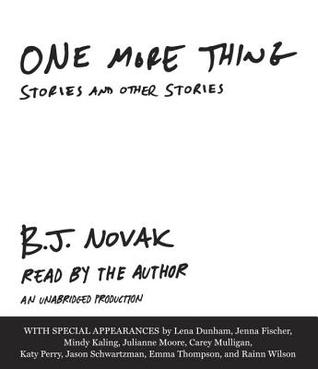 ONE MORE THING
STORIES AND OTHER STORIES
B.J. NOVAK
READ BY THE AUTHOR
AN UNABRIDGED PRODUCTION
WITH SPECIAL APPEARANCES by Lena Dunham, Jenna Fischer,
Mindy Kaling, Julianne Moore, Carey Mulligan,
Katy Perry, Jason Schwartzman, Emma Thompson, and Rainn Wilson